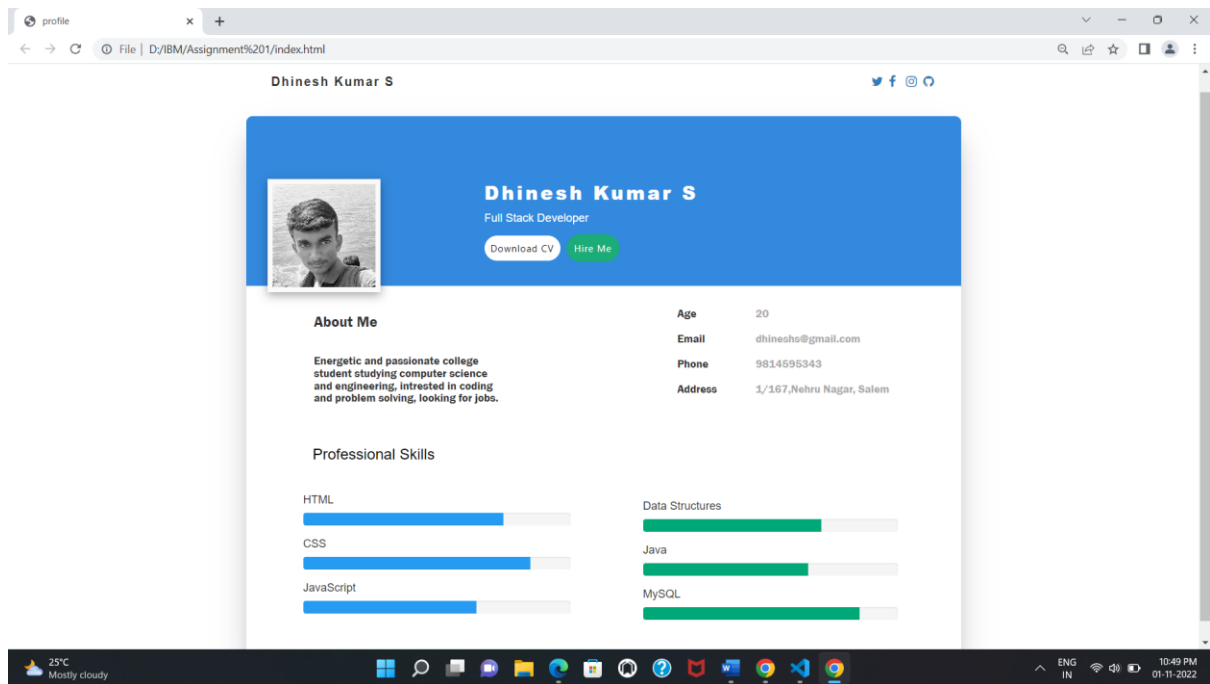 profile
File | D:/IBM/Assignment%201/index.html
Dhinesh Kumar S
Dhinesh Kumar S
Full Stack Developer
Download CV Hire Me
About Me
Energetic and passionate college
student studying computer science
and engineering, intrested in coding
and problem solving, looking for jobs.
Age 20
Email dhineshs@gmail.com
Phone 9814595343
Address 1/167,Nehru Nagar, Salem
Professional Skills
HTML
CSS
JavaScript
Data Structures
Java
MySQL
25°C
Mostly cloudy
ENG
IN
10:49 PM
01-11-2022